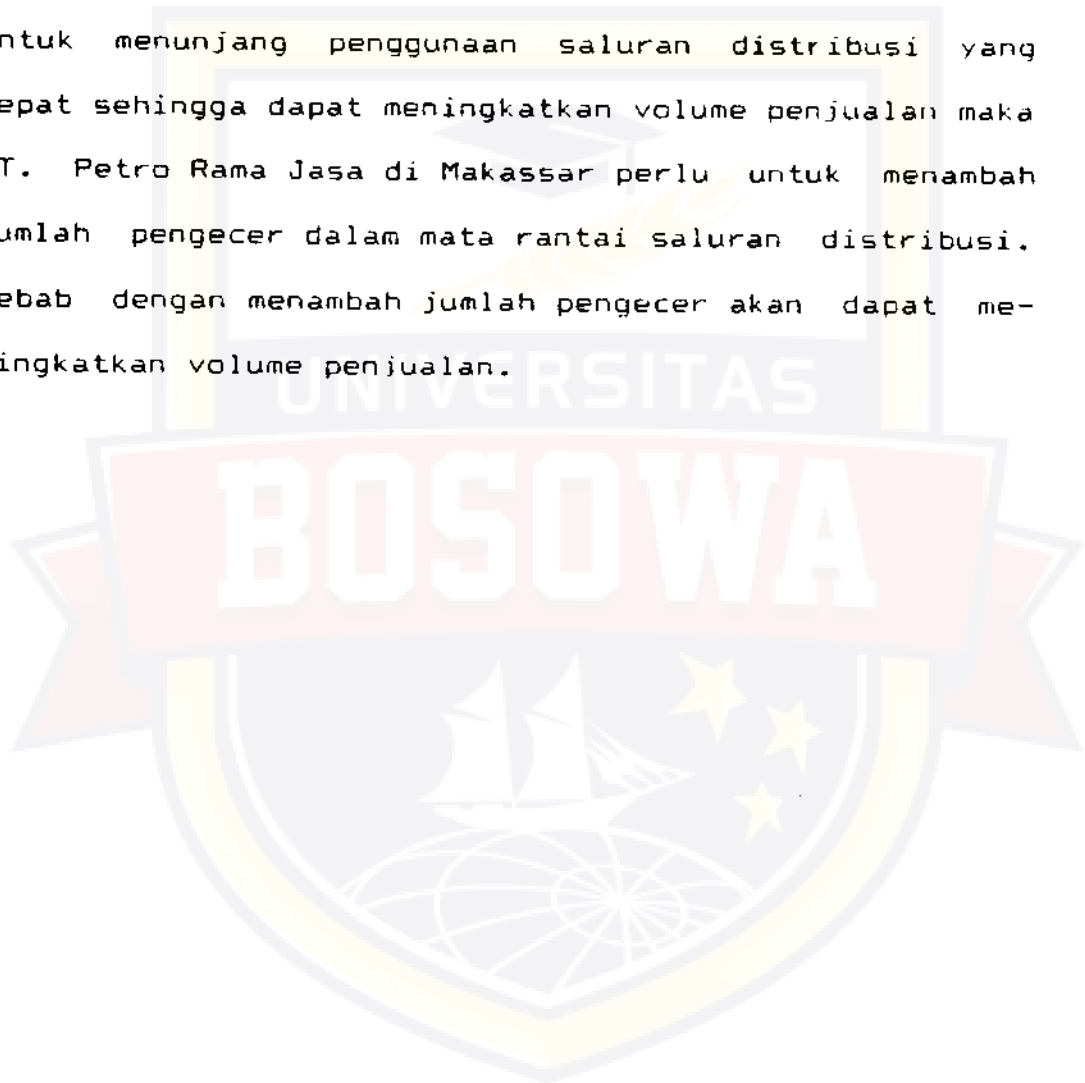 ntuk menunjang penggunaan saluran distribusi yang
epat sehingga dapat meningkatkan volume penjualan maka
T. Petro Rama Jasa di Makassar perlu untuk menambah
umlah pengecer dalam mata rantai saluran distribusi.
ebab dengan menambah jumlah pengecer akan dapat me-
ingkatkan volume penjualan.
UNIVERSITAS
BOSOWA